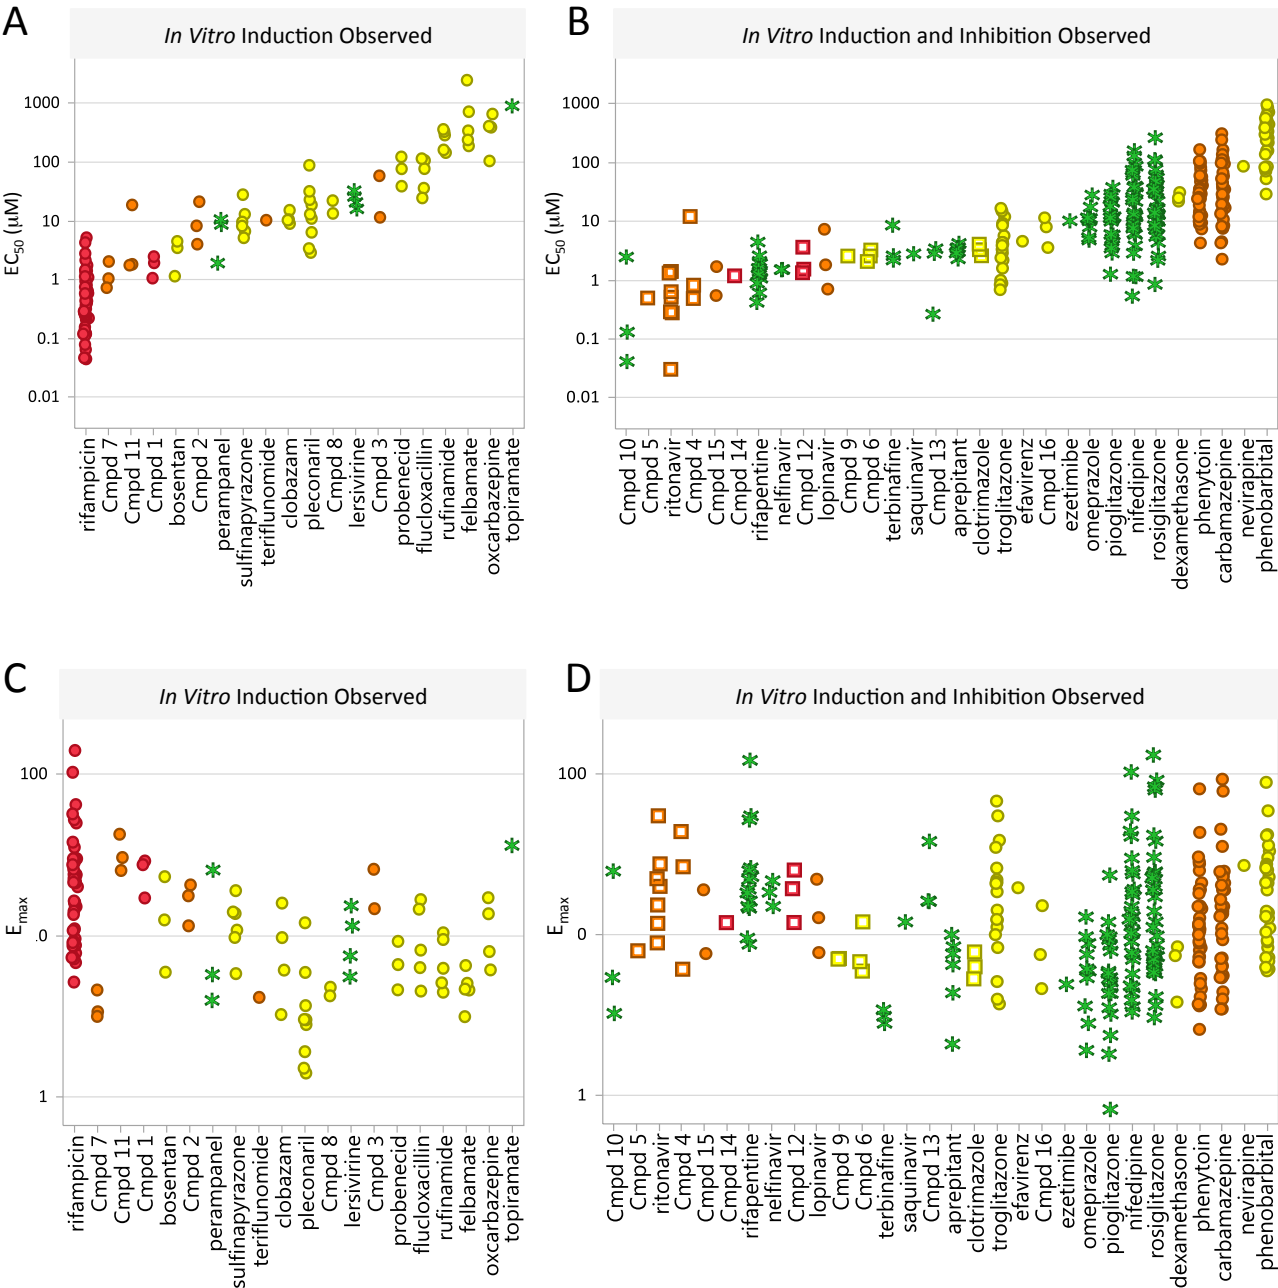 A
In Vitro Induction Observed
EC50 (μM)
1000
100
10
1
0.1
0.01
rifampicin
Cmpd 7
Cmpd 11
Cmpd 1
bosentan
Cmpd 2
perampanel
sulfinapyrazone
teriflunomide
clobazam
pleconaril
Cmpd 8
lersivirine
Cmpd 3
probenecid
flucloxacillin
rufinamide
felbamate
oxcarbazepine
topiramate
B
In Vitro Induction and Inhibition Observed
EC50 (μM)
1000
100
10
1
0.1
0.01
Cmpd 10
Cmpd 5
ritonavir
Cmpd 4
Cmpd 15
Cmpd 14
rifapentine
nelfinavir
Cmpd 12
lopinavir
Cmpd 9
Cmpd 6
terbinafine
saquinavir
Cmpd 13
aprepitant
clotrimazole
troglitazone
efavirenz
Cmpd 16
ezetimibe
omeprazole
pioglitazone
nifedipine
rosiglitazone
dexamethasone
phenytoin
carbamazepine
nevirapine
phenobarbital
C
In Vitro Induction Observed
Emax
100
.0
1
rifampicin
Cmpd 7
Cmpd 11
Cmpd 1
bosentan
Cmpd 2
perampanel
sulfinapyrazone
teriflunomide
clobazam
pleconaril
Cmpd 8
lersivirine
Cmpd 3
probenecid
flucloxacillin
rufinamide
felbamate
oxcarbazepine
topiramate
D
In Vitro Induction and Inhibition Observed
Emax
100
.0
1
Cmpd 10
Cmpd 5
ritonavir
Cmpd 4
Cmpd 15
Cmpd 14
rifapentine
nelfinavir
Cmpd 12
lopinavir
Cmpd 9
Cmpd 6
terbinafine
saquinavir
Cmpd 13
aprepitant
clotrimazole
troglitazone
efavirenz
Cmpd 16
ezetimibe
omeprazole
pioglitazone
nifedipine
rosiglitazone
dexamethasone
phenytoin
carbamazepine
nevirapine
phenobarbital